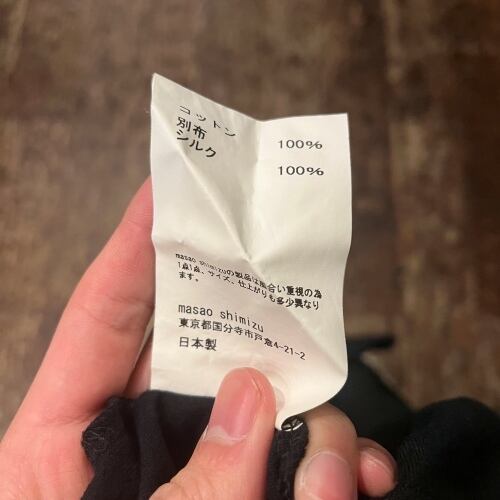 コットン 100%
別布
シルク 100%
masao shimizuの製品は風合い重視の為
1点1点、サイズ、仕上がりも多少異なり
ます。
masao shimizu
東京都国分寺市戸倉4-21-2
日本製